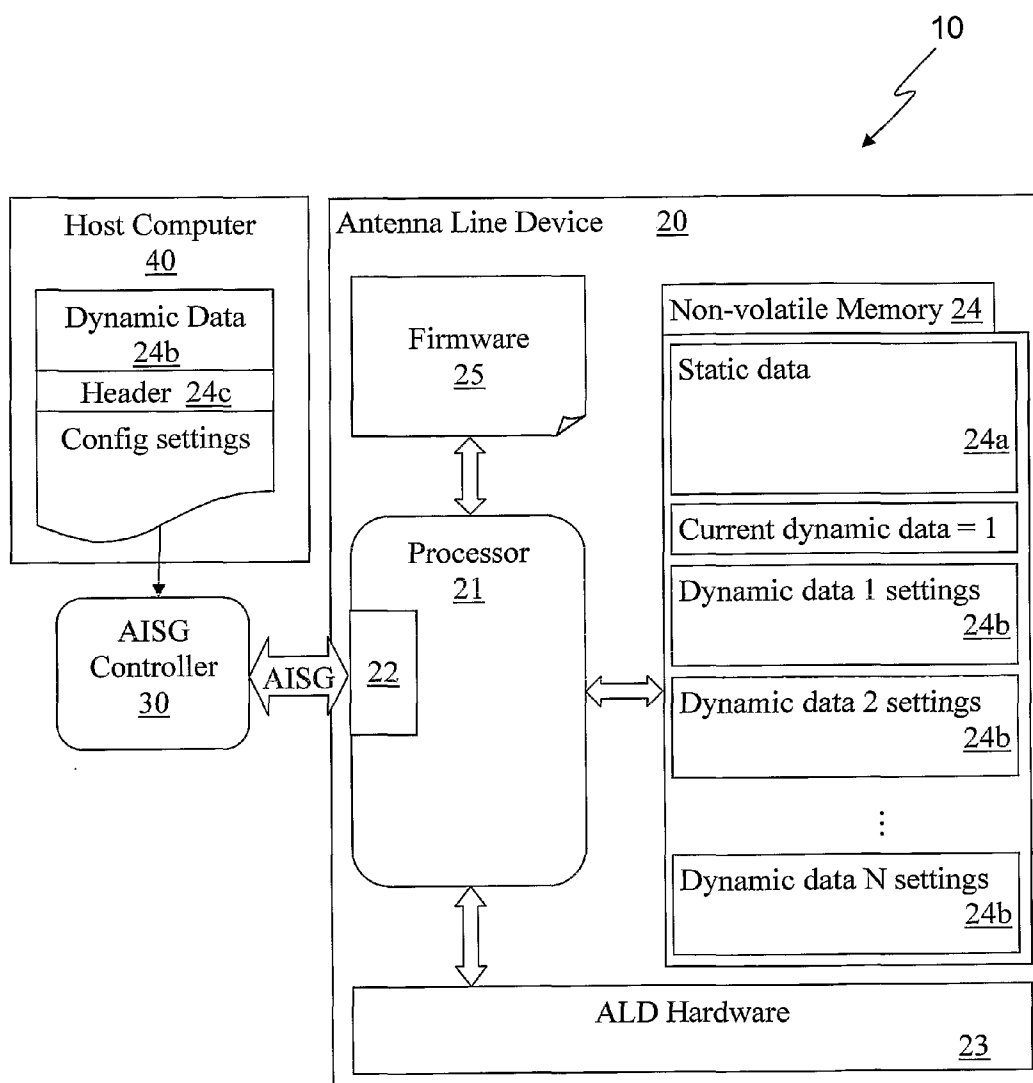 10
Host Computer
40
Dynamic Data
24b
Header 24c
Config settings
AISG
Controller
30
AISG
Antenna Line Device 20
Firmware
25
Processor
21
22
Non-volatile Memory 24
Static data
24a
Current dynamic data = 1
Dynamic data 1 settings
24b
Dynamic data 2 settings
24b
⋮
Dynamic data N settings
24b
ALD Hardware
23